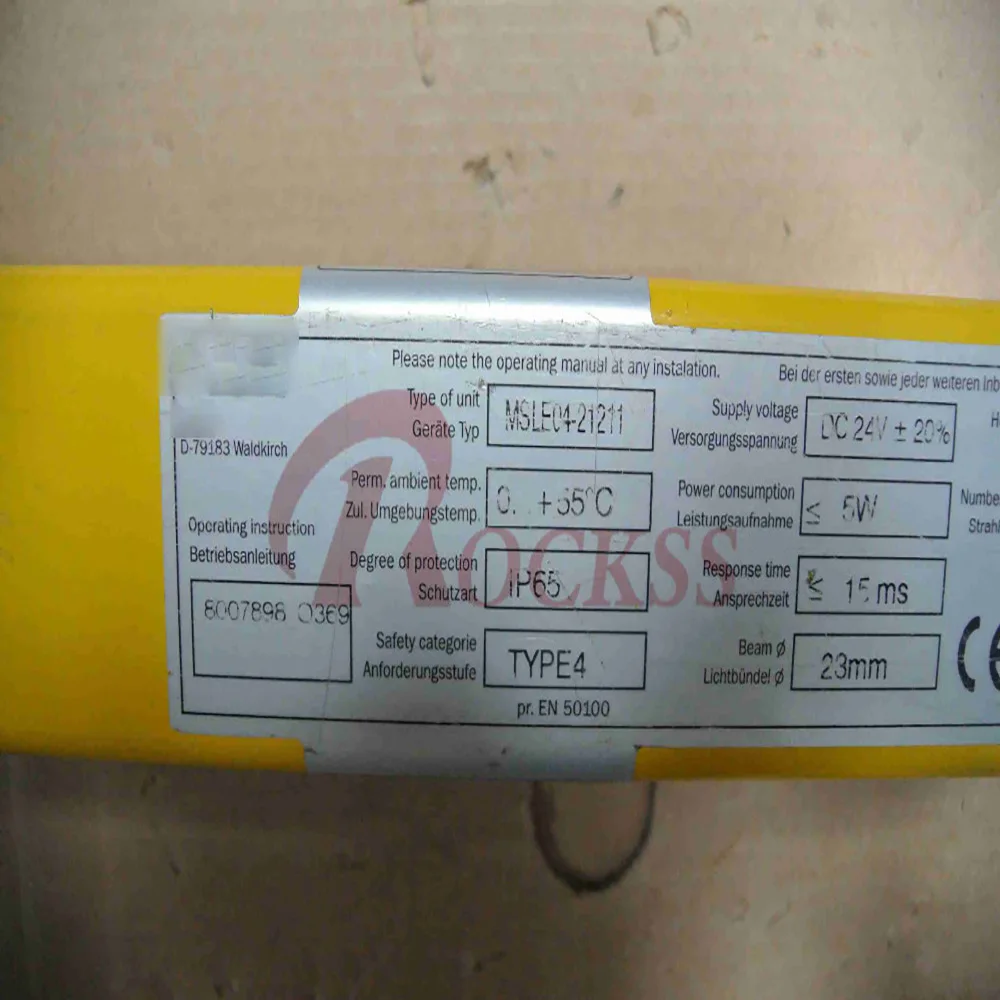 Please note the operating manual at any instalation.
Bei der ersten sowie jeder weiteren Inb
D-79183 Waldkirch
Type of unit
Geräte Typ
MSLE04-21211
Supply voltage
Versorgungsspannung
DC 24V ± 20%
Perm. ambient temp.
Zul. Umgebungstemp.
0. +55°C
Power consumption
Leistungsaufnahme
≤ 5W
Numbe
Strahl
Operating instruction
Betriebsanleitung
8007898 0369
Degree of protection
Schutzart
IP65
Response time
Ansprechzeit
≤ 15 ms
Safety categorie
Anforderungsstufe
TYPE4
Beam Ø
Lichtbündel Ø
23mm
CE
pr. EN 50100
ROCKSS